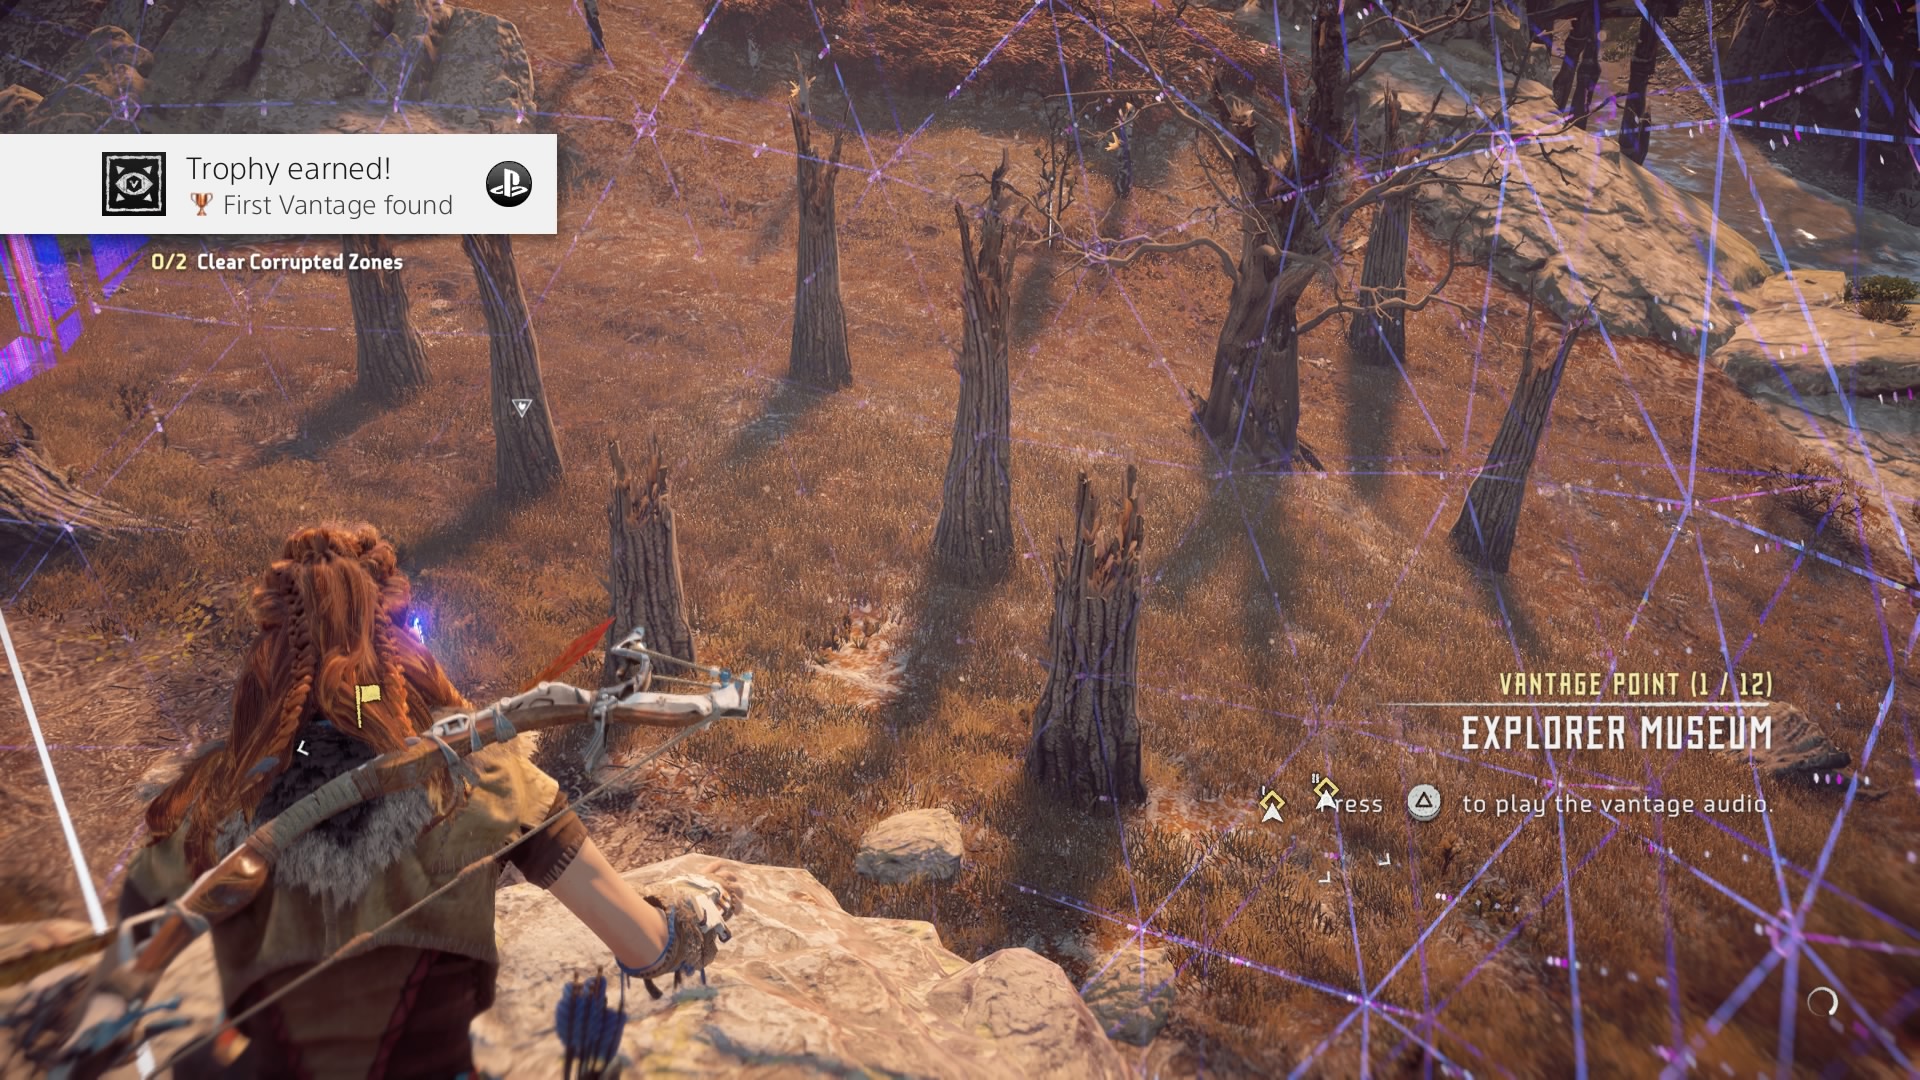 Trophy earned!
First Vantage found
0/2 Clear Corrupted Zones
VANTAGE POINT (1 / 12)
EXPLORER MUSEUM
Press to play the vantage audio.